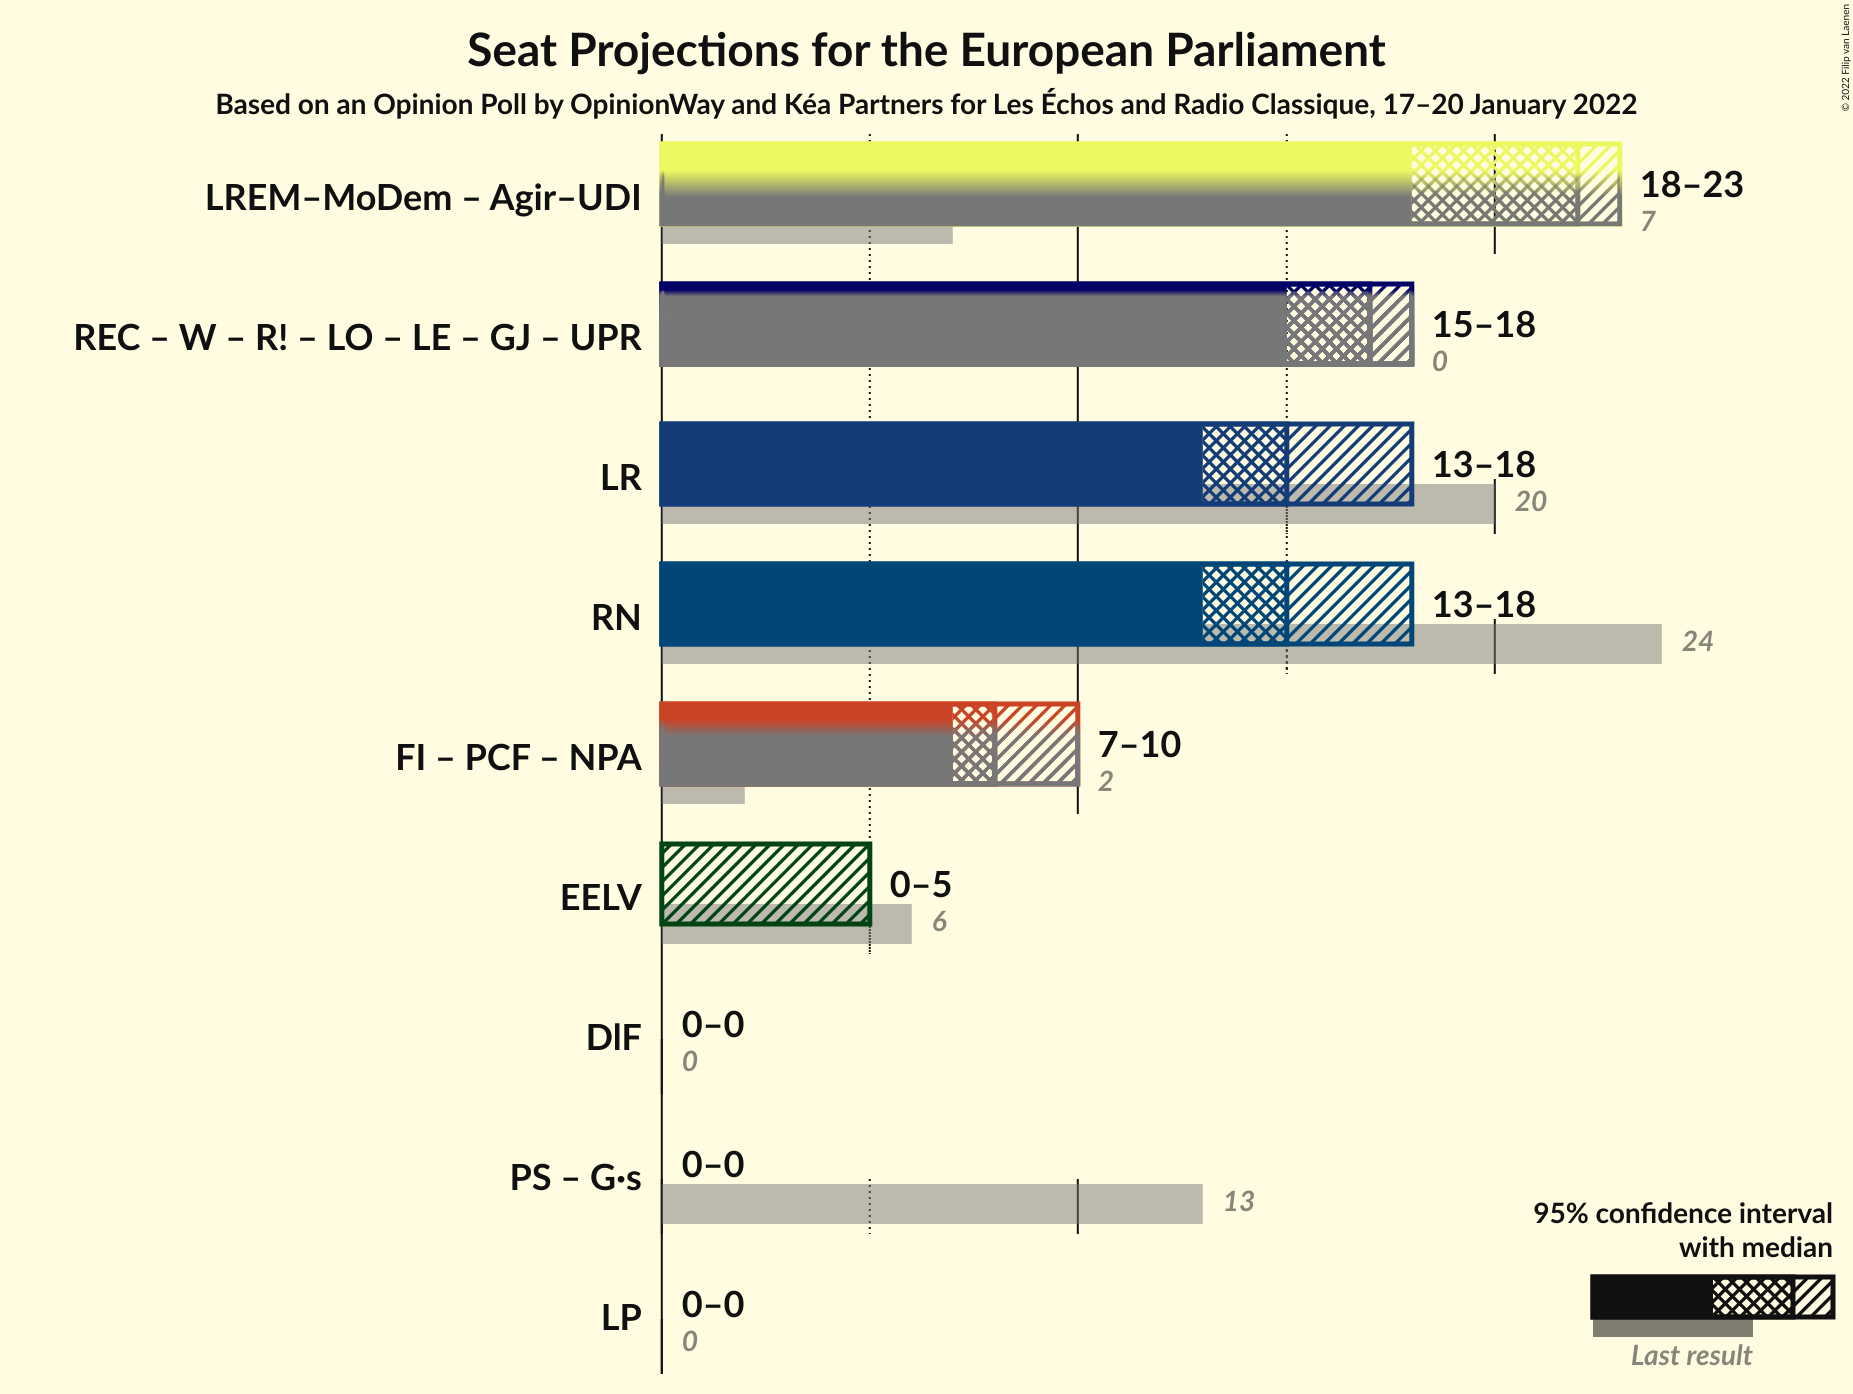 Seat Projections for the European Parliament
Based on an Opinion Poll by OpinionWay and Kéa Partners for Les Échos and Radio Classique, 17–20 January 2022
© 2022 Filip van Laenen
LREM–MoDem – Agir–UDI
18–23
7
REC – W – R! – LO – LE – GJ – UPR
15–18
0
LR
13–18
20
RN
13–18
24
FI – PCF – NPA
7–10
2
EELV
0–5
6
DlF
0–0
0
PS – G·s
0–0
13
LP
0–0
0
95% confidence interval
with median
Last result